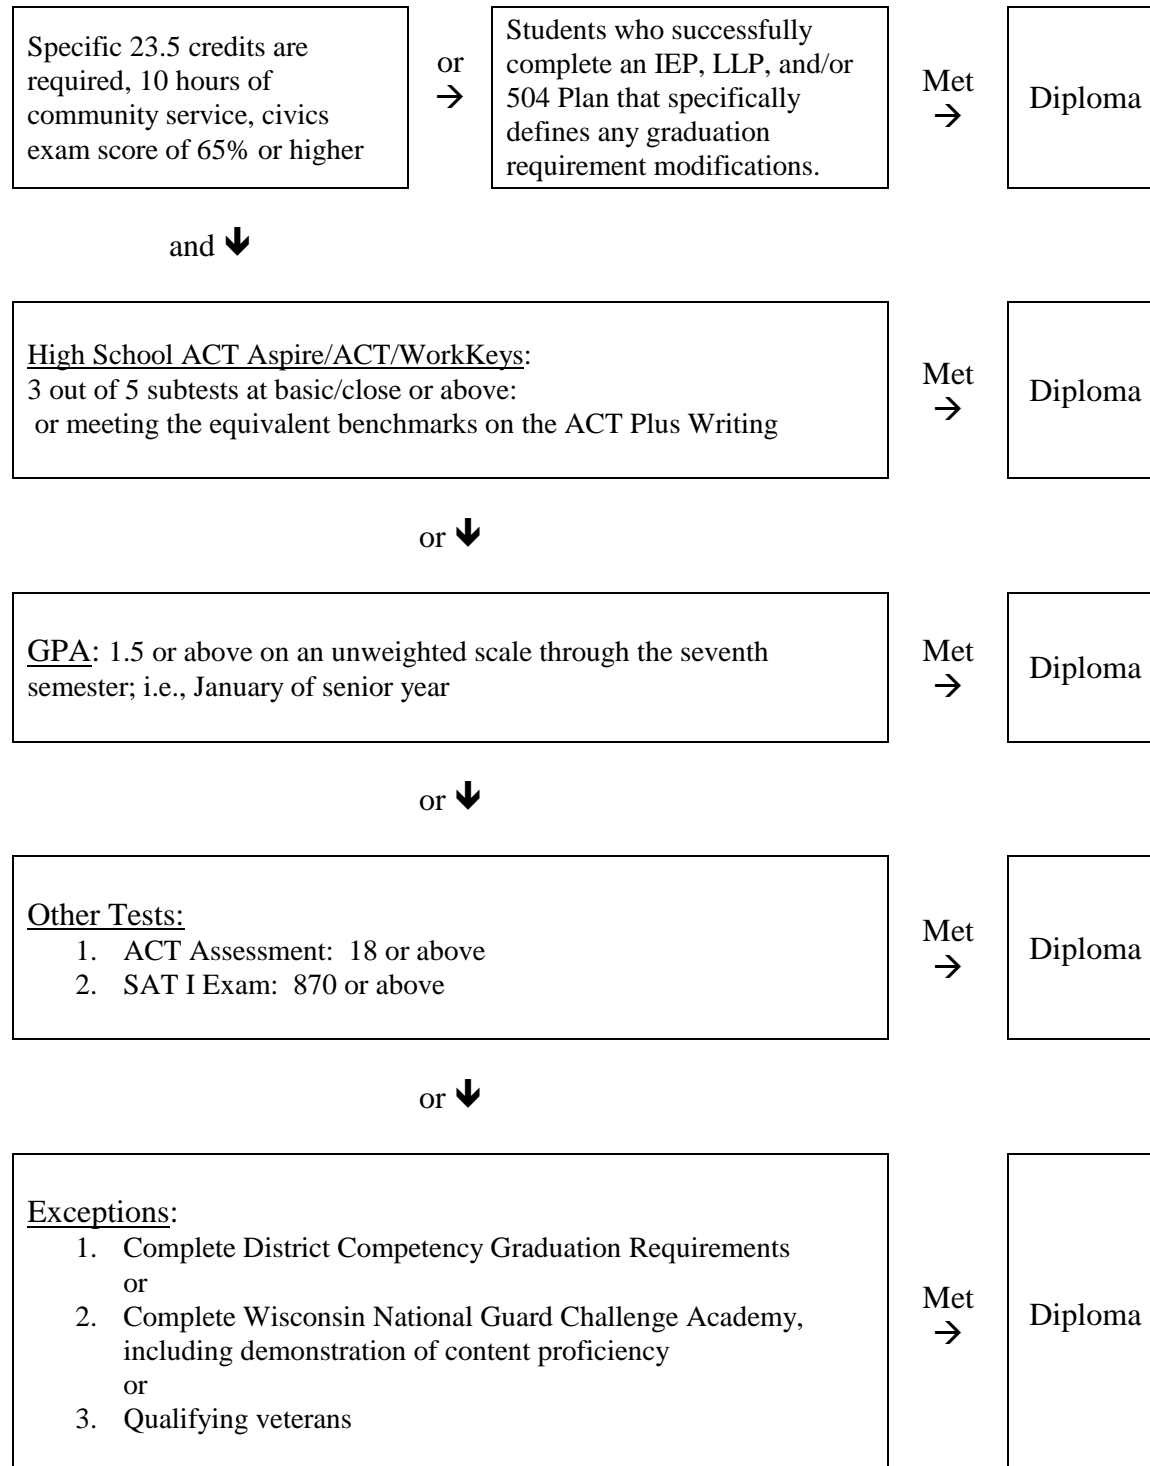 Specific 23.5 credits are
required, 10 hours of
community service, civics
exam score of 65% or higher
or
→
Students who successfully
complete an IEP, LLP, and/or
504 Plan that specifically
defines any graduation
requirement modifications.
Met
→
Diploma
and 🡻
High School ACT Aspire/ACT/WorkKeys:
3 out of 5 subtests at basic/close or above:
or meeting the equivalent benchmarks on the ACT Plus Writing
Met
→
Diploma
or 🡻
GPA: 1.5 or above on an unweighted scale through the seventh
semester; i.e., January of senior year
Met
→
Diploma
or 🡻
Other Tests:
1. ACT Assessment: 18 or above
2. SAT I Exam: 870 or above
Met
→
Diploma
or 🡻
Exceptions:
1. Complete District Competency Graduation Requirements
or
2. Complete Wisconsin National Guard Challenge Academy,
including demonstration of content proficiency
or
3. Qualifying veterans
Met
→
Diploma